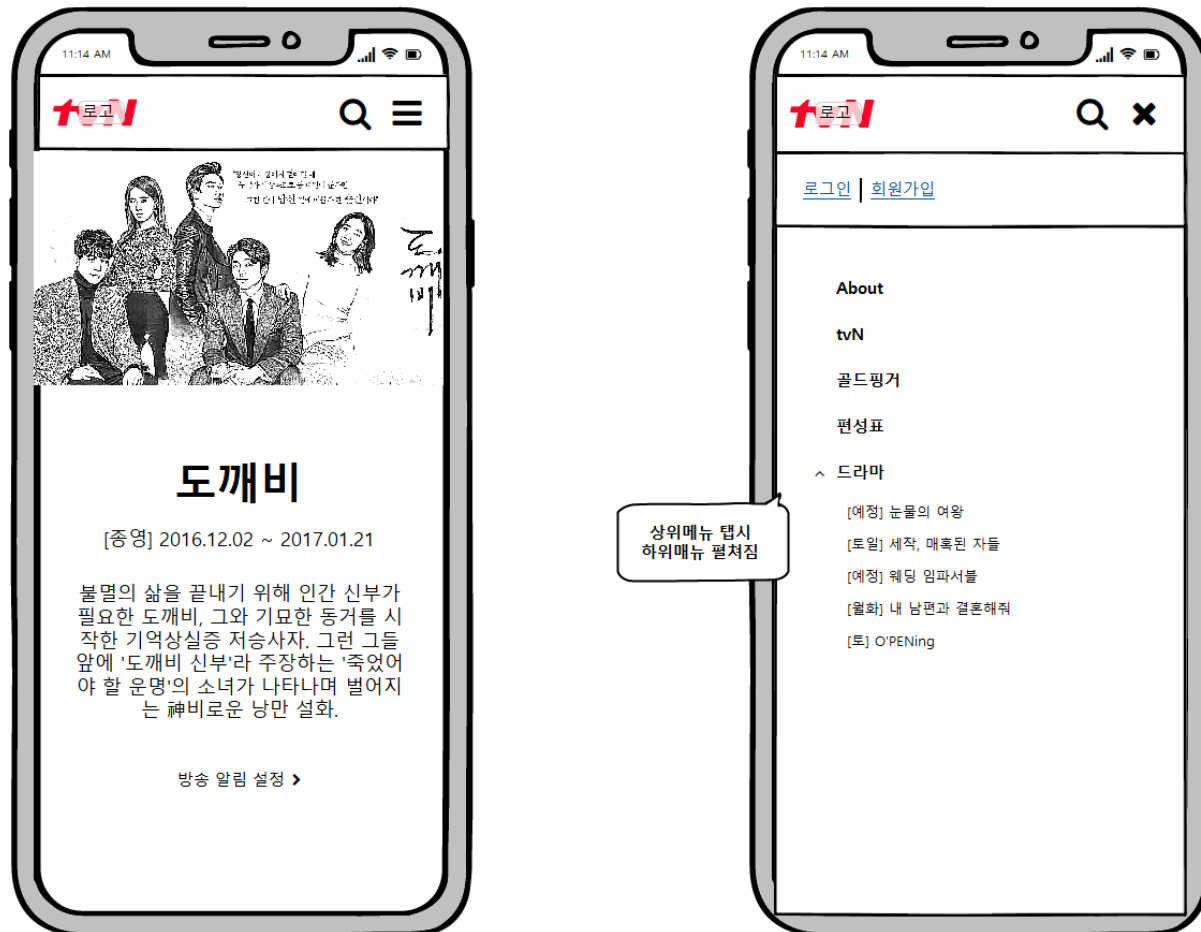 11:14 AM
tvN
로고
도깨비
도깨비
[종영] 2016.12.02 ~ 2017.01.21
불멸의 삶을 끝내기 위해 인간 신부가
필요한 도깨비, 그와 기묘한 동거를 시
작한 기억상실증 저승사자. 그런 그들
앞에 '도깨비 신부'라 주장하는 '죽었어
야 할 운명'의 소녀가 나타나며 벌어지
는 神비로운 낭만 설화.
방송 알림 설정
11:14 AM
tvN
로고
로그인 | 회원가입
About
tvN
골드핑거
편성표
드라마
[예정] 눈물의 여왕
[토일] 세작, 매혹된 자들
[예정] 웨딩 임파서블
[월화] 내 남편과 결혼해줘
[토] O'PENing
상위메뉴 탭시
하위매뉴 펼쳐짐